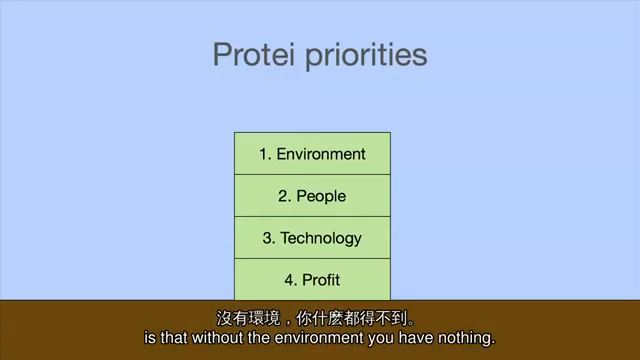 Protei priorities
1. Environment
2. People
3. Technology
4. Profit
沒有環境，你什麽都得不到。
is that without the environment you have nothing.